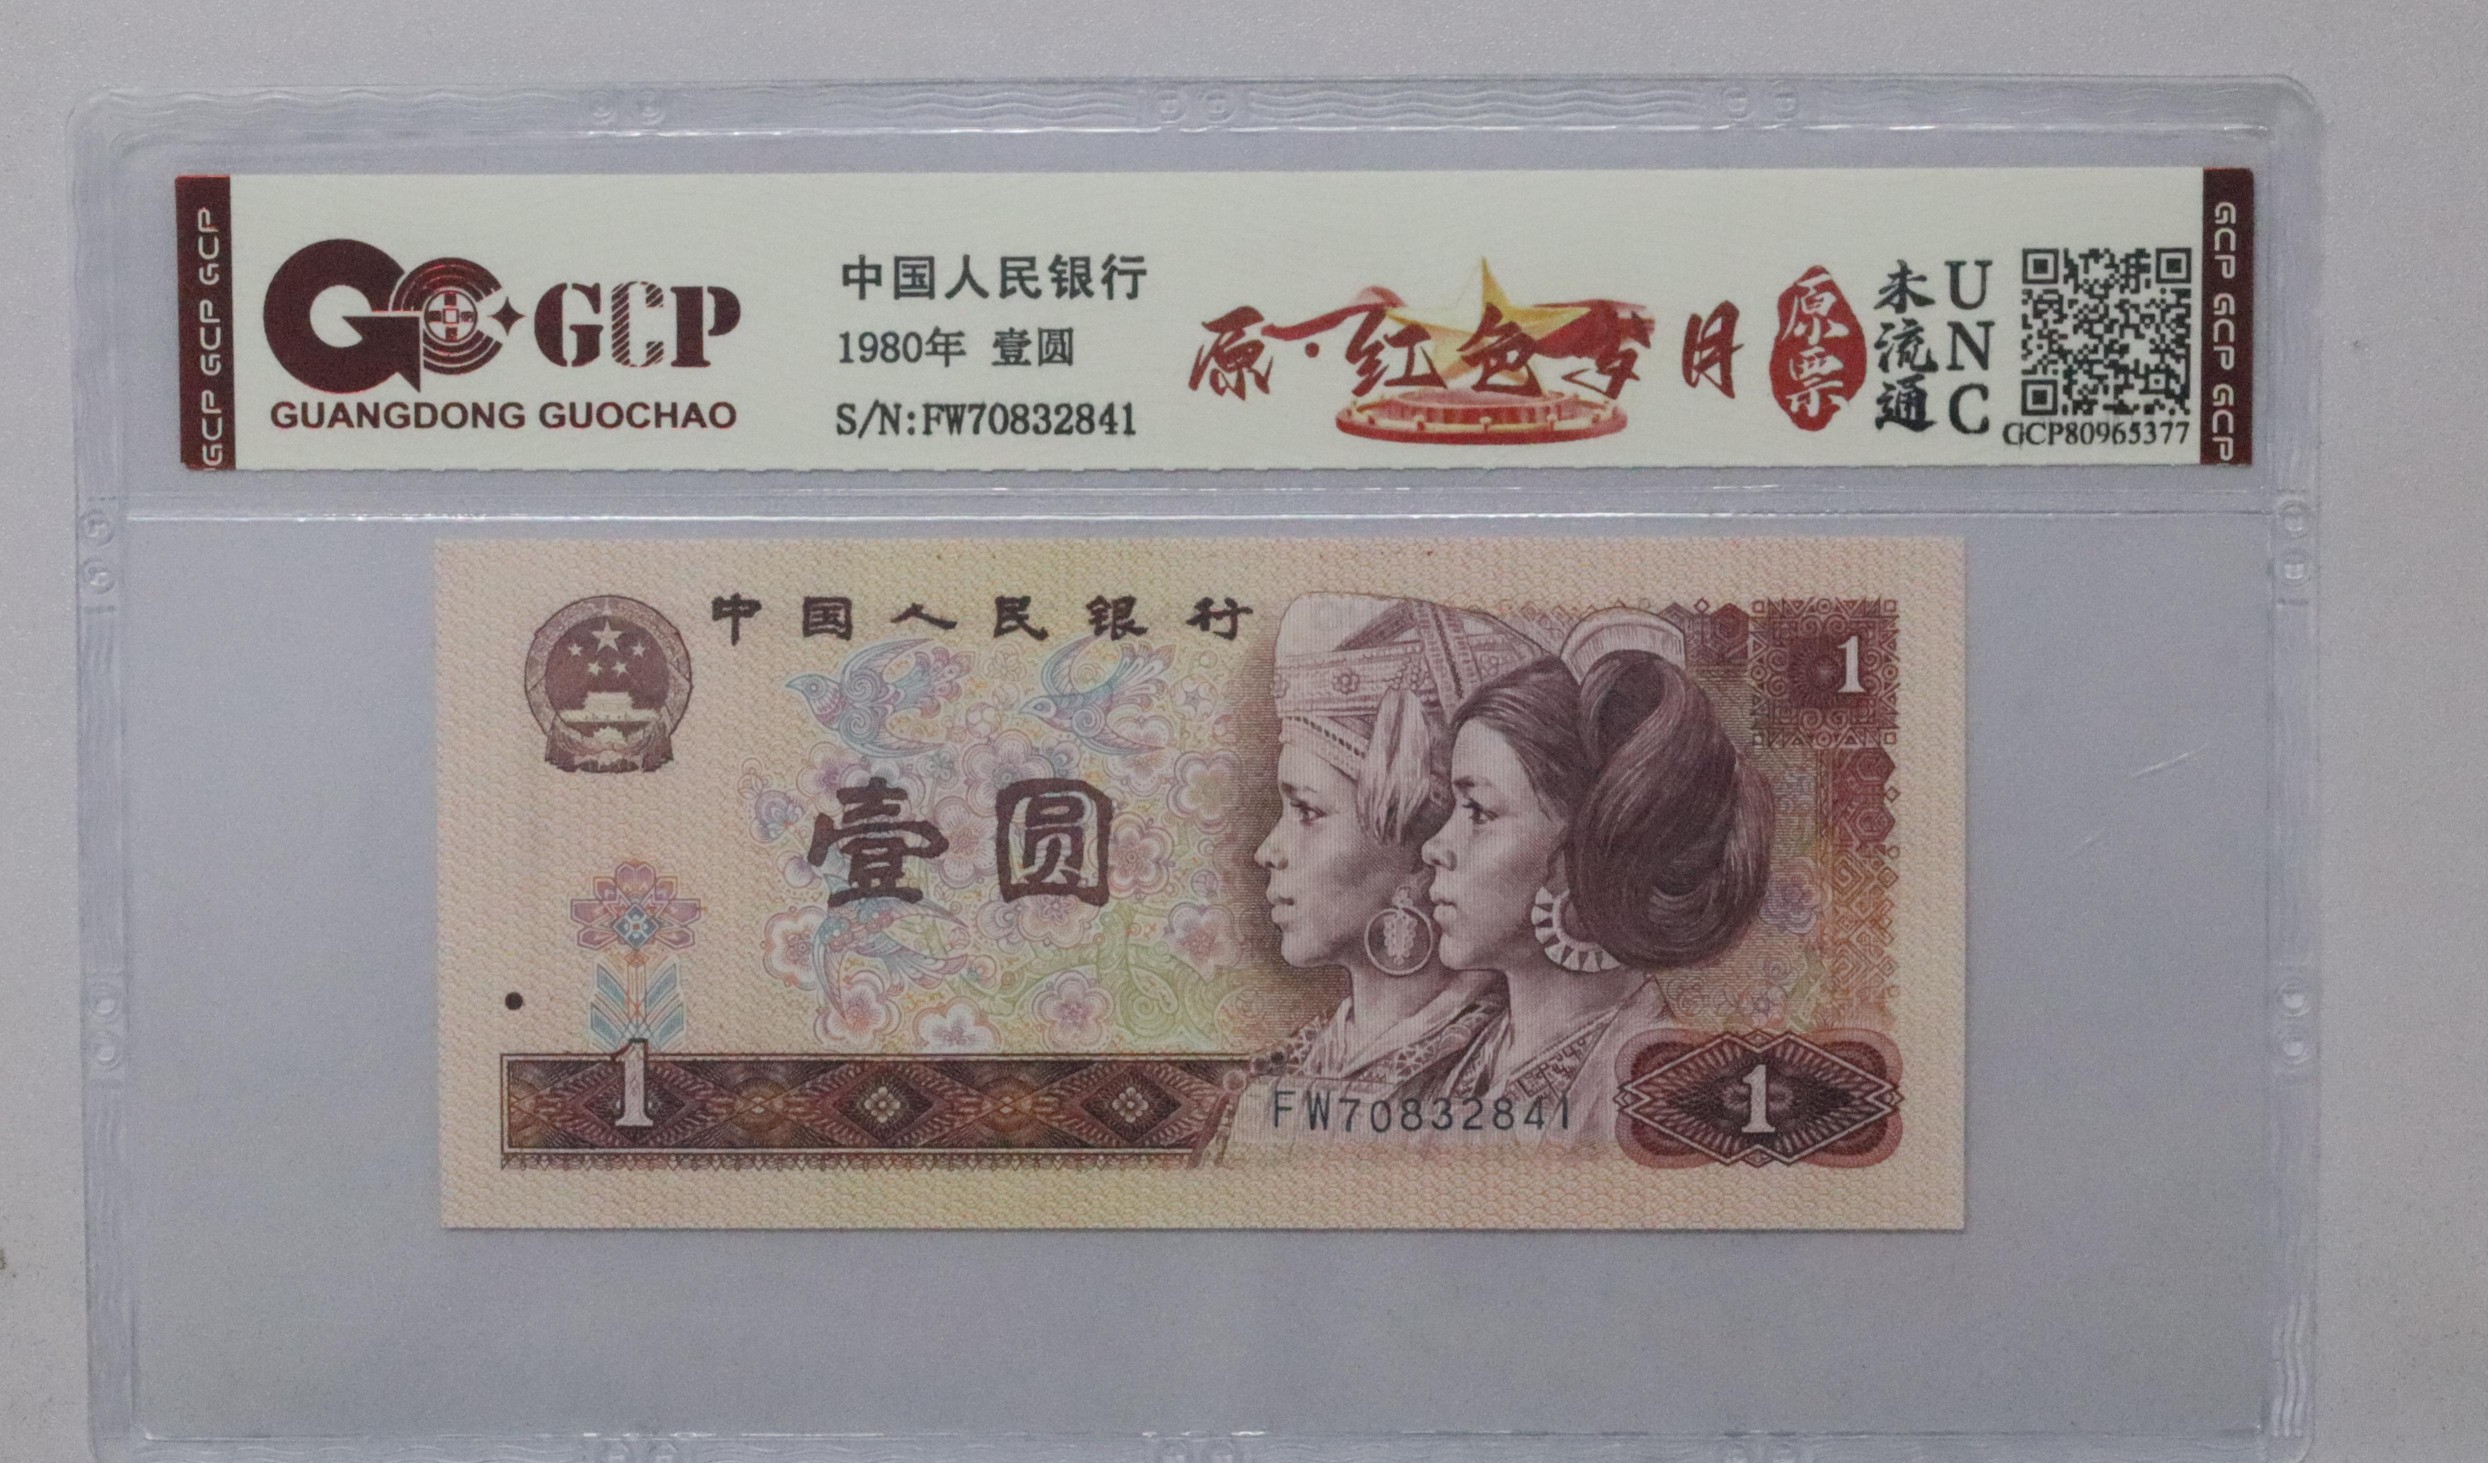 GCP GCP GCP
GCP
GUANGDONG GUOCHAO
中国人民银行
1980年 壹圆
S/N:FW70832841
原·红色岁月
原票
未流通
UNC
GCP80965377
GCP GCP GCP
中国人民银行
1
壹圆
1
FW70832841
1